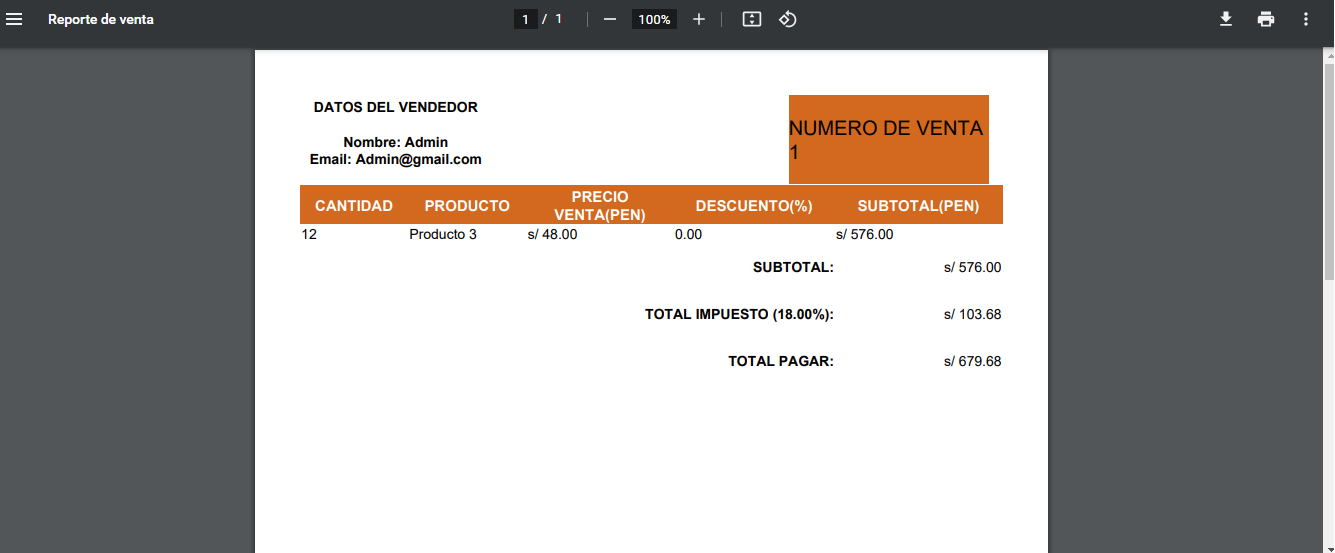 Reporte de venta
1 / 1
100%
DATOS DEL VENDEDOR
Nombre: Admin
Email: Admin@gmail.com
NUMERO DE VENTA
1
CANTIDAD PRODUCTO PRECIO VENTA(PEN) DESCUENTO(%) SUBTOTAL(PEN)
12 Producto 3 s/ 48.00 0.00 s/ 576.00
SUBTOTAL: s/ 576.00
TOTAL IMPUESTO (18.00%): s/ 103.68
TOTAL PAGAR: s/ 679.68